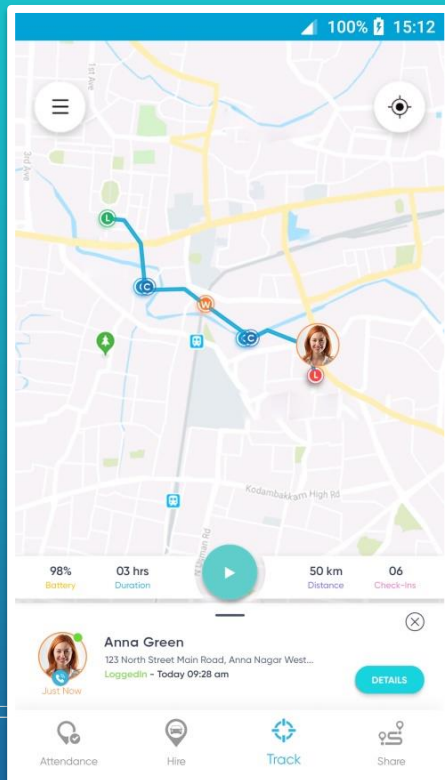 100% 15:12
1st Ave
3rd Ave
L
C
W
C
L
Kodambakkam High Rd
N Usman Rd
98% 03 hrs 50 km 06
Battery Duration Distance Check-Ins
Anna Green
123 North Street Main Road, Anna Nagar West...
LoggedIn - Today 09:28 am
Just Now
DETAILS
Attendance Hire Track Share